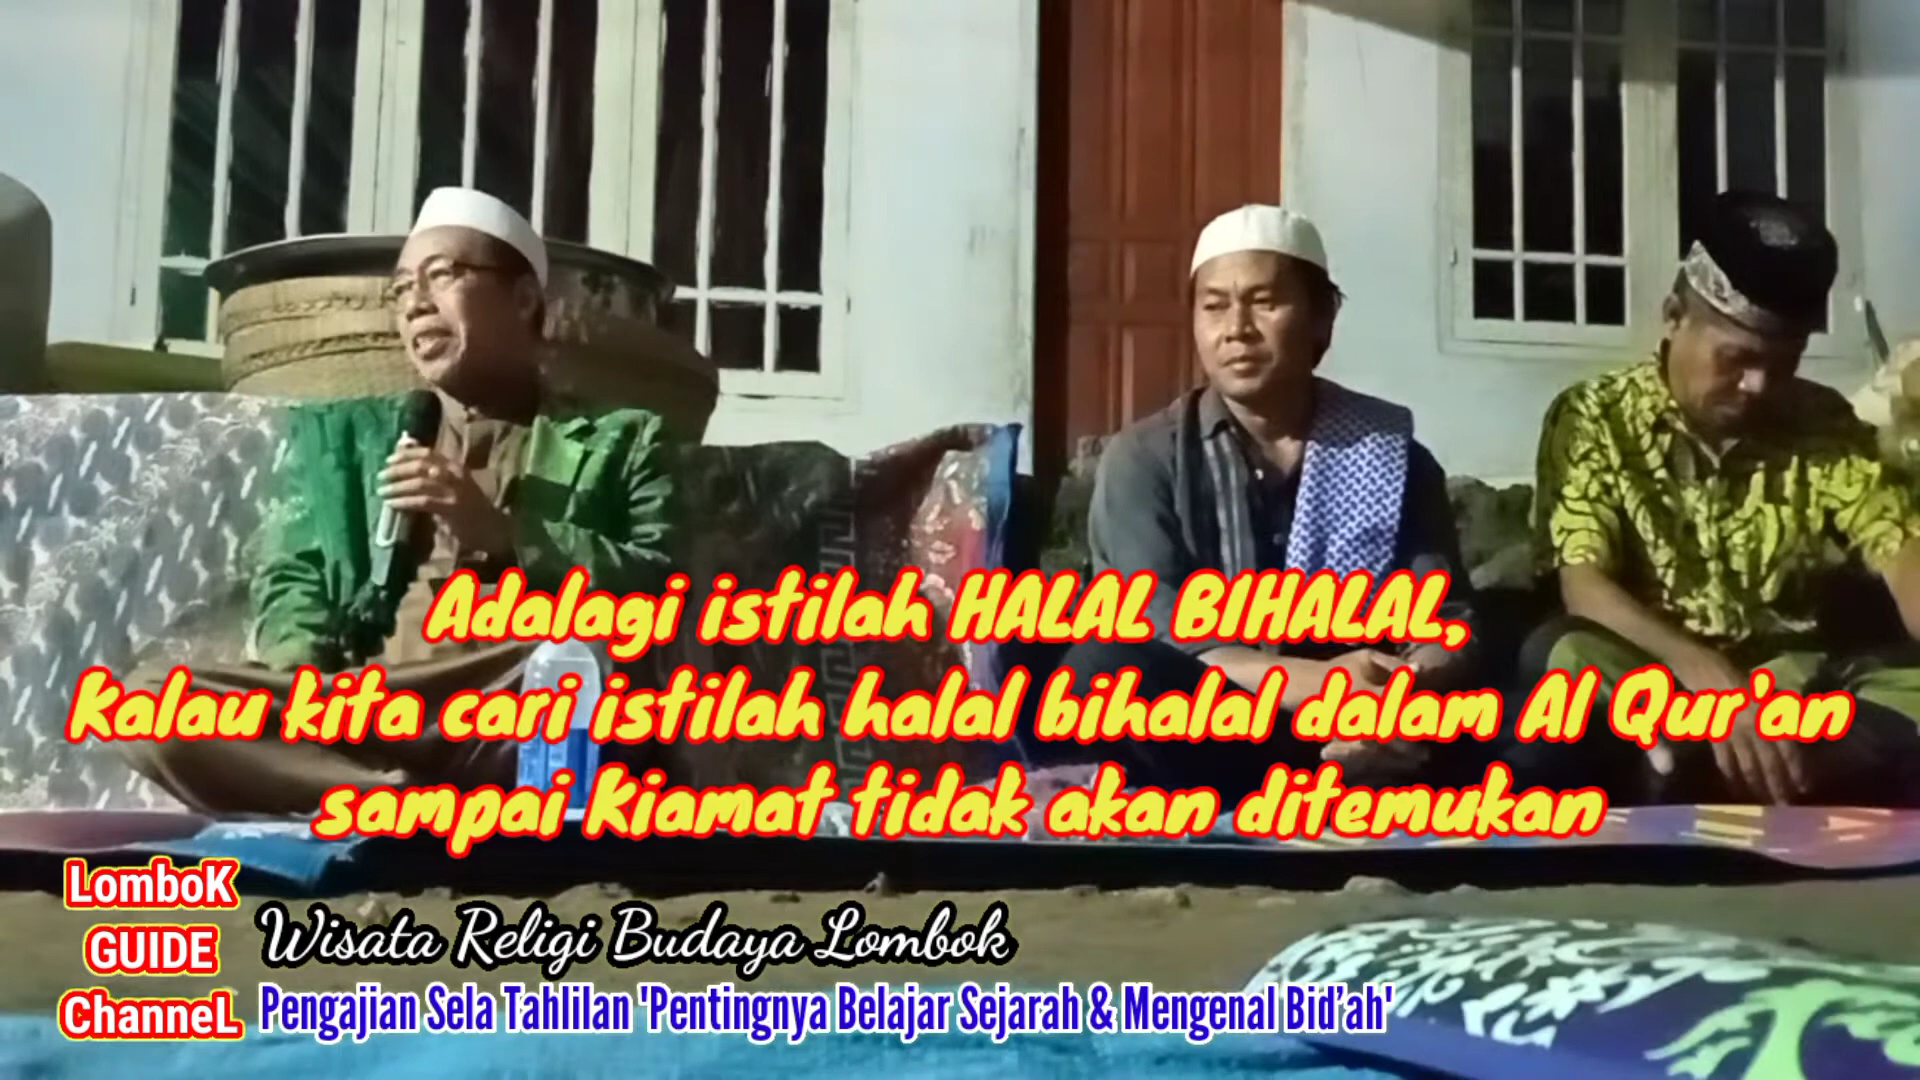 Adalagi istilah HALAL BIHALAL,
Kalau kita cari istilah halal bihalal dalam Al Qur'an
sampai Kiamat tidak akan ditemukan
LomboK
GUIDE
ChanneL
Wisata Religi Budaya Lombok
Pengajian Sela Tahlilan 'Pentingnya Belajar Sejarah & Mengenal Bid’ah'